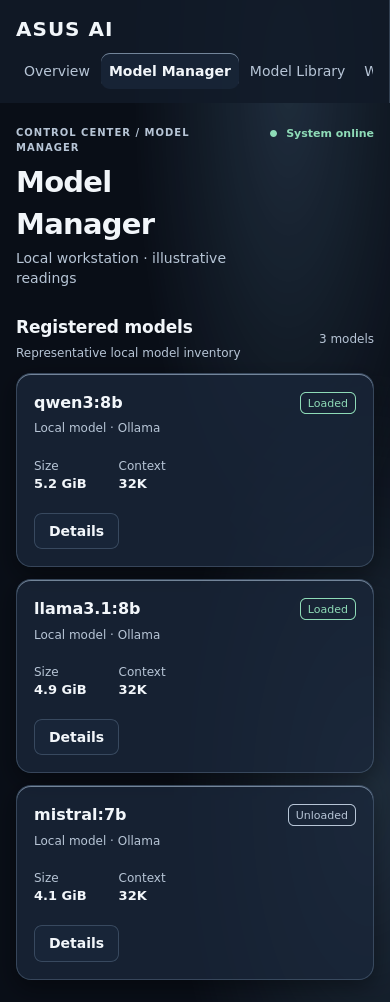 ASUS AI
Overview Model Manager Model Library W
CONTROL CENTER / MODEL
MANAGER
System online
Model
Manager
Local workstation · illustrative
readings
Registered models
Representative local model inventory
3 models
qwen3:8b
Loaded
Local model · Ollama
Size Context
5.2 GiB 32K
Details
llama3.1:8b
Loaded
Local model · Ollama
Size Context
4.9 GiB 32K
Details
mistral:7b
Unloaded
Local model · Ollama
Size Context
4.1 GiB 32K
Details